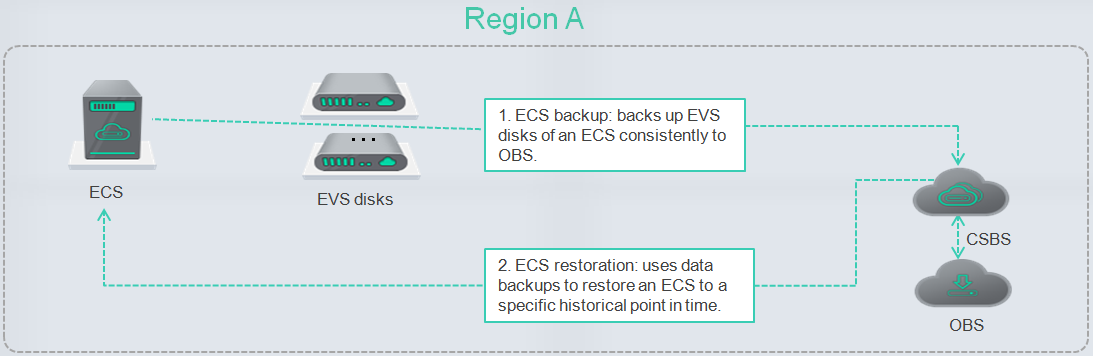 Region A
1. ECS backup: backs up EVS
disks of an ECS consistently to
OBS.
ECS
EVS disks
...
CSBS
2. ECS restoration: uses data
backups to restore an ECS to a
specific historical point in time.
OBS